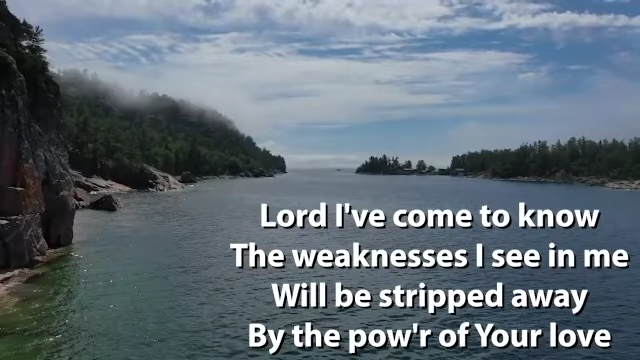 Lord I've come to know
The weaknesses I see in me
Will be stripped away
By the pow'r of Your love